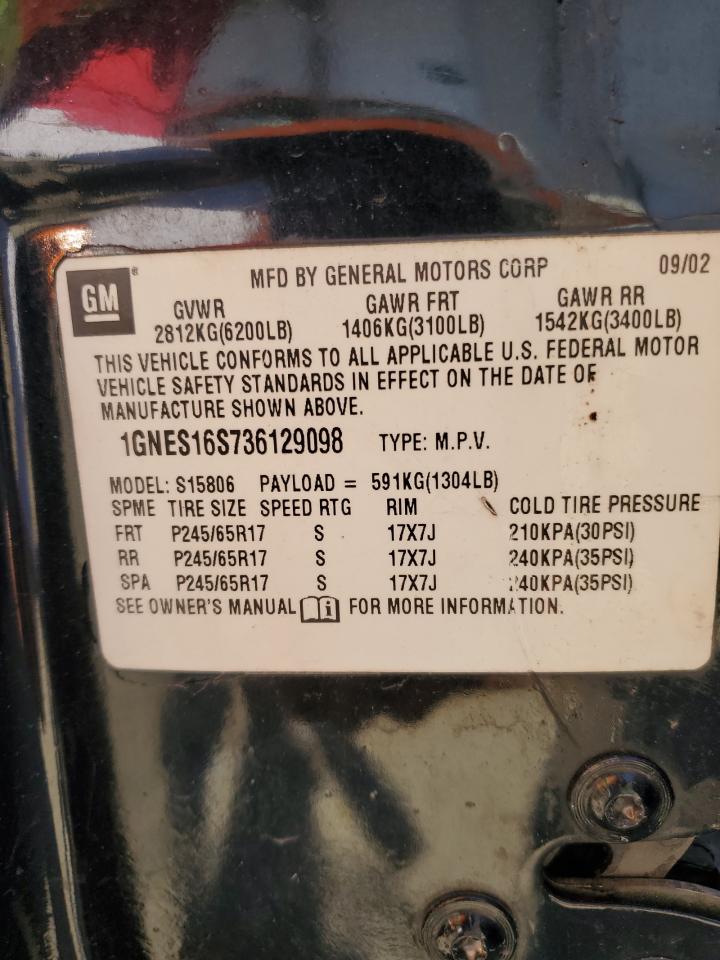 MFD BY GENERAL MOTORS CORP 09/02
GM®
GVWR GAWR FRT GAWR RR
2812KG(6200LB) 1406KG(3100LB) 1542KG(3400LB)
THIS VEHICLE CONFORMS TO ALL APPLICABLE U.S. FEDERAL MOTOR
VEHICLE SAFETY STANDARDS IN EFFECT ON THE DATE OF
MANUFACTURE SHOWN ABOVE.
1GNES16S736129098 TYPE: M.P.V.
MODEL: S15806 PAYLOAD = 591KG(1304LB)
SPME TIRE SIZE SPEED RTG RIM COLD TIRE PRESSURE
FRT P245/65R17 S 17X7J 210KPA(30PSI)
RR P245/65R17 S 17X7J 240KPA(35PSI)
SPA P245/65R17 S 17X7J 240KPA(35PSI)
SEE OWNER'S MANUAL i FOR MORE INFORMATION.